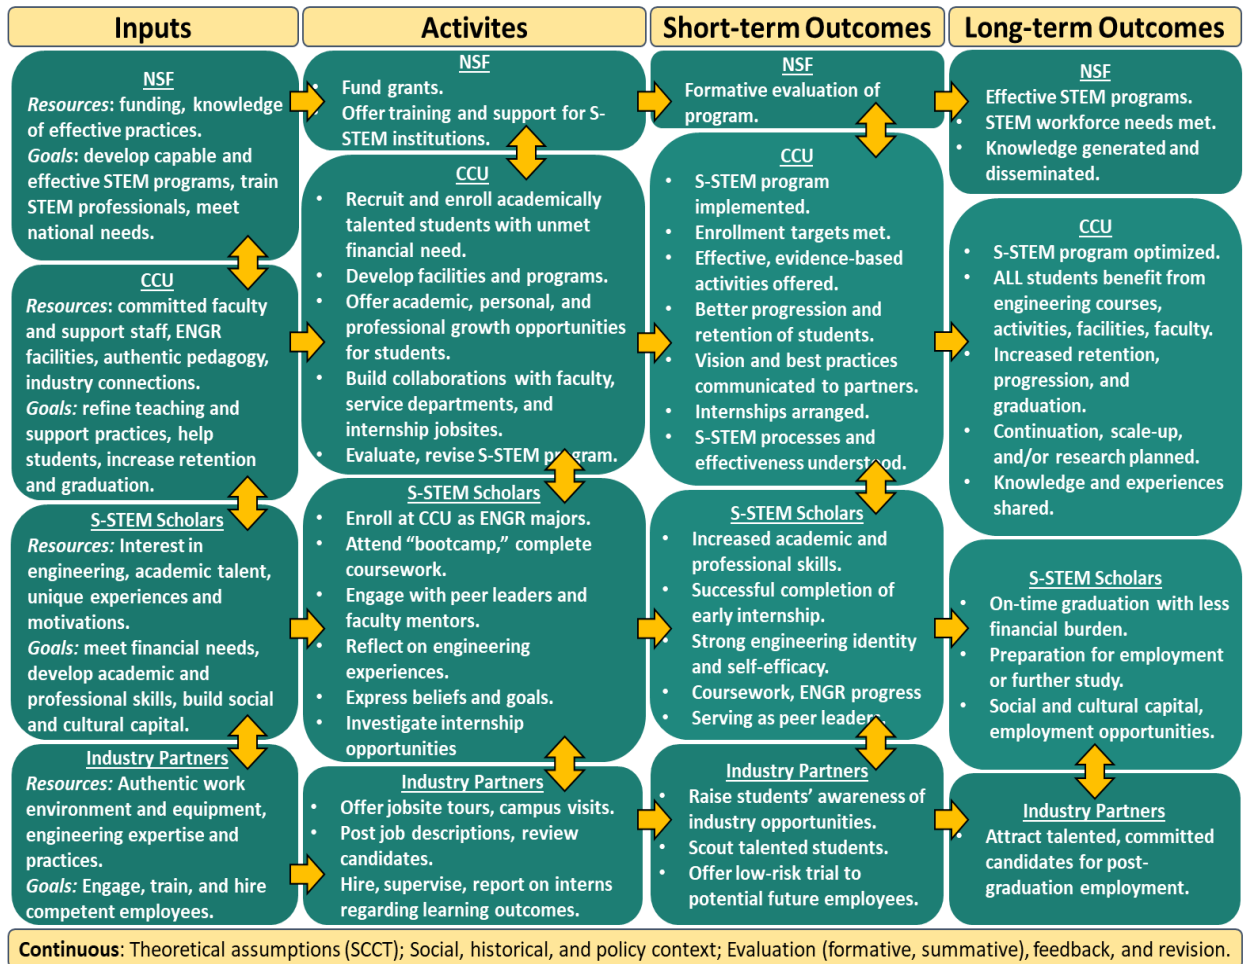 Inputs
Activites
Short-term Outcomes
Long-term Outcomes
NSF
Resources: funding, knowledge
of effective practices.
Goals: develop capable and
effective STEM programs, train
STEM professionals, meet
national needs.
CCU
Resources: committed faculty
and support staff, ENGR
facilities, authentic pedagogy,
industry connections.
Goals: refine teaching and
support practices, help
students, increase retention
and graduation.
S-STEM Scholars
Resources: Interest in
engineering, academic talent,
unique experiences and
motivations.
Goals: meet financial needs,
develop academic and
professional skills, build social
and cultural capital.
Industry Partners
Resources: Authentic work
environment and equipment,
engineering expertise and
practices.
Goals: Engage, train, and hire
competent employees.
NSF
Fund grants.
• Offer training and support for S-
STEM institutions.
CCU
• Recruit and enroll academically
talented students with unmet
financial need.
• Develop facilities and programs.
• Offer academic, personal, and
professional growth opportunities
for students.
• Build collaborations with faculty,
service departments, and
internship jobsites.
• Evaluate, revise S-STEM program.
S-STEM Scholars
• Enroll at CCU as ENGR majors.
• Attend “bootcamp,” complete
coursework.
• Engage with peer leaders and
faculty mentors.
• Reflect on engineering
experiences.
• Express beliefs and goals.
• Investigate internship
opportunities
Industry Partners
• Offer jobsite tours, campus visits.
• Post job descriptions, review
candidates.
• Hire, supervise, report on interns
regarding learning outcomes.
NSF
Formative evaluation of
program.
CCU
• S-STEM program
implemented.
• Enrollment targets met.
• Effective, evidence-based
activities offered.
• Better progression and
retention of students.
• Vision and best practices
communicated to partners.
• Internships arranged.
• S-STEM processes and
effectiveness understood.
S-STEM Scholars
• Increased academic and
professional skills.
• Successful completion of
early internship.
• Strong engineering identity
and self-efficacy.
• Coursework, ENGR progress
• Serving as peer leaders.
Industry Partners
• Raise students’ awareness of
industry opportunities.
• Scout talented students.
• Offer low-risk trial to
potential future employees.
NSF
Effective STEM programs.
• STEM workforce needs met.
• Knowledge generated and
disseminated.
CCU
• S-STEM program optimized.
• ALL students benefit from
engineering courses,
activities, facilities, faculty.
• Increased retention,
progression, and
graduation.
• Continuation, scale-up,
and/or research planned.
• Knowledge and experiences
shared.
S-STEM Scholars
• On-time graduation with less
financial burden.
• Preparation for employment
or further study.
• Social and cultural capital,
employment opportunities.
Industry Partners
• Attract talented, committed
candidates for post-
graduation employment.
Continuous: Theoretical assumptions (SCCT); Social, historical, and policy context; Evaluation (formative, summative), feedback, and revision.